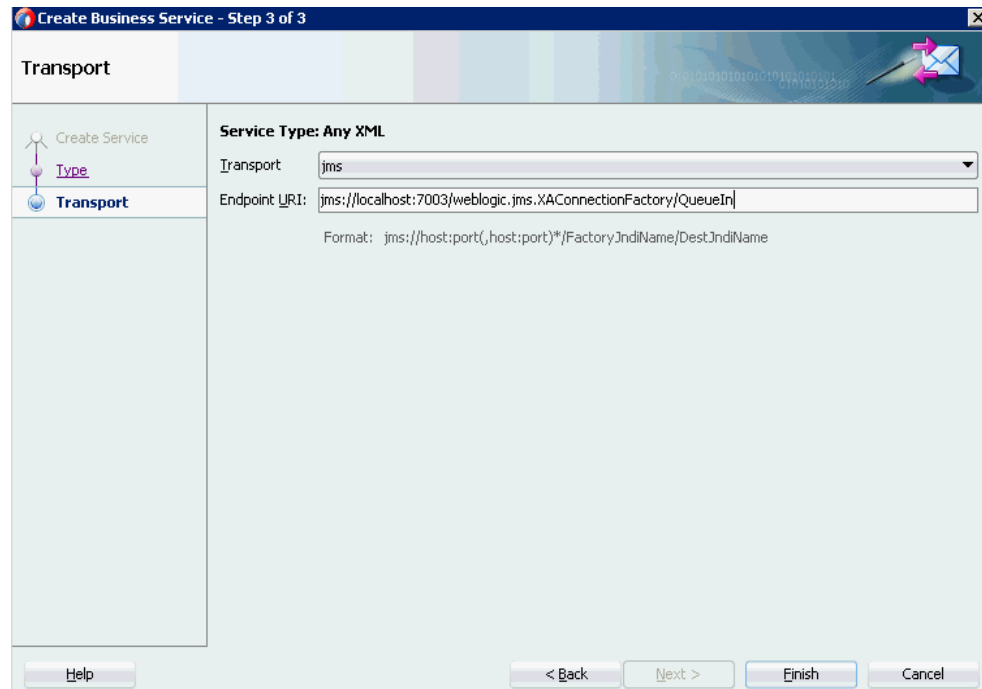 Create Business Service - Step 3 of 3
Transport
Create Service
Type
Transport
Service Type: Any XML
Transport
jms
Endpoint URI:
jms://localhost:7003/weblogic.jms.XAConnectionFactory/QueueIn
Format: jms://host:port(,host:port)*/FactoryJndiName/DestJndiName
Help
< Back
Next >
Finish
Cancel